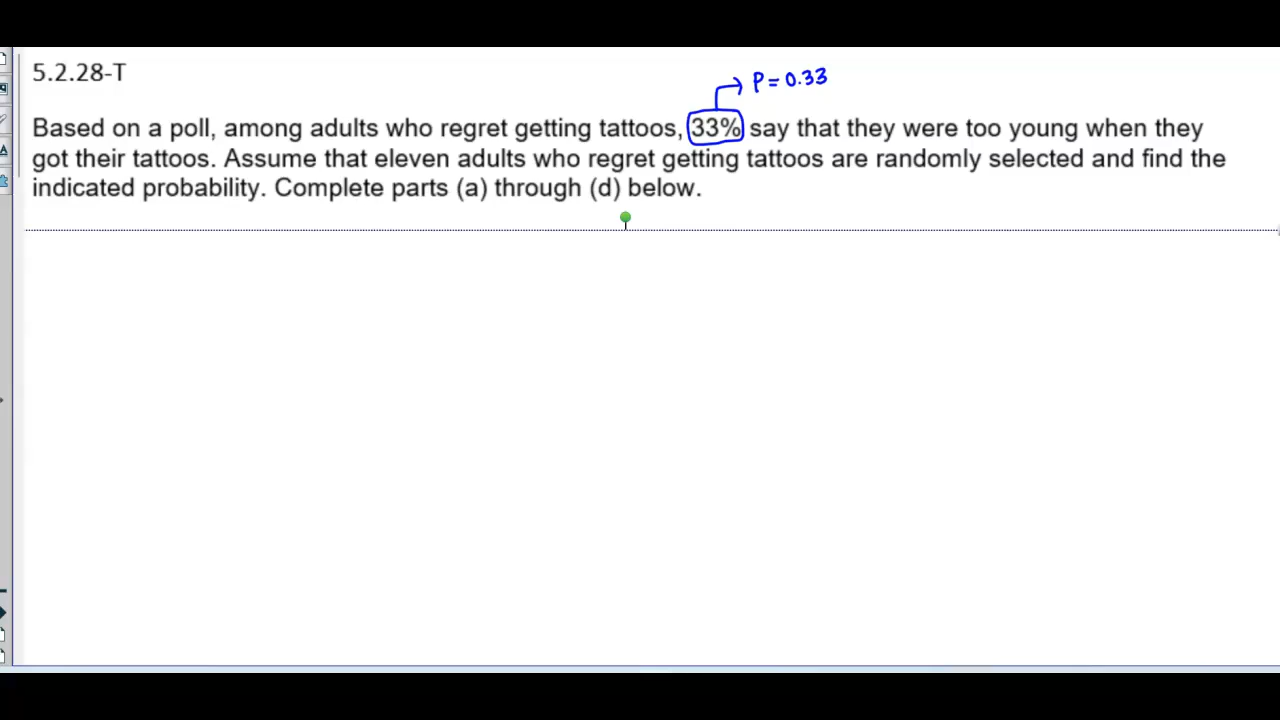 5.2.28-T
P = 0.33
Based on a poll, among adults who regret getting tattoos, 33% say that they were too young when they
got their tattoos. Assume that eleven adults who regret getting tattoos are randomly selected and find the
indicated probability. Complete parts (a) through (d) below.